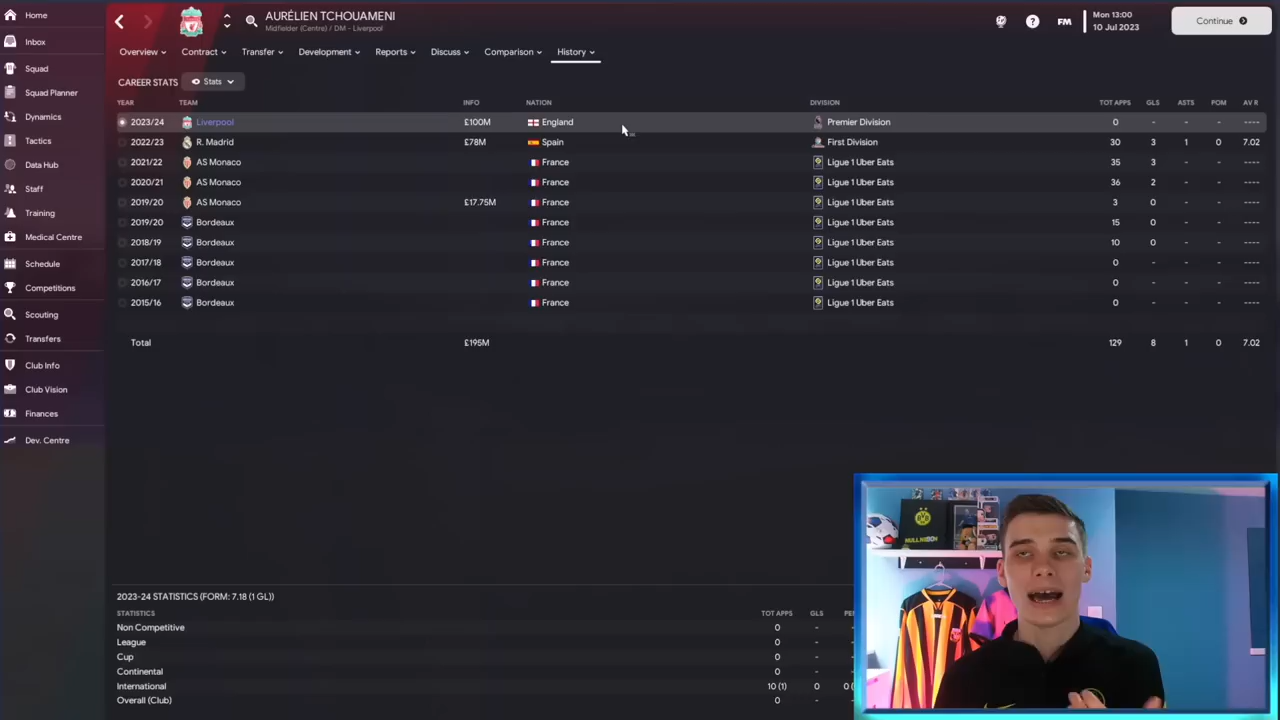 Home
AURÉLIEN TCHOUAMENI
Midfielder (Centre) / DM - Liverpool
FM
Mon 13:00
10 Jul 2023
Continue
Inbox
Squad
Squad Planner
Dynamics
Tactics
Data Hub
Staff
Training
Medical Centre
Schedule
Competitions
Scouting
Transfers
Club Info
Club Vision
Finances
Dev. Centre
Overview Contract Transfer Development Reports Discuss Comparison History
CAREER STATS Stats
YEAR TEAM INFO NATION DIVISION TOT APPS GLS ASTS POM AV R
2023/24 Liverpool £100M England Premier Division 0 - - - ----
2022/23 R. Madrid £78M Spain First Division 30 3 1 0 7.02
2021/22 AS Monaco France Ligue 1 Uber Eats 35 3 - - ----
2020/21 AS Monaco France Ligue 1 Uber Eats 36 2 - - ----
2019/20 AS Monaco £17.75M France Ligue 1 Uber Eats 3 0 - - ----
2019/20 Bordeaux France Ligue 1 Uber Eats 15 0 - - ----
2018/19 Bordeaux France Ligue 1 Uber Eats 10 0 - - ----
2017/18 Bordeaux France Ligue 1 Uber Eats 0 - - - ----
2016/17 Bordeaux France Ligue 1 Uber Eats 0 - - - ----
2015/16 Bordeaux France Ligue 1 Uber Eats 0 - - - ----
Total £195M 129 8 1 0 7.02
2023-24 STATISTICS (FORM: 7.18 (1 GL))
STATISTICS TOT APPS GLS PE
Non Competitive 0 - -
League 0 - -
Cup 0 - -
Continental 0 - -
International 10 (1) 0 0 (
Overall (Club) 0 - -